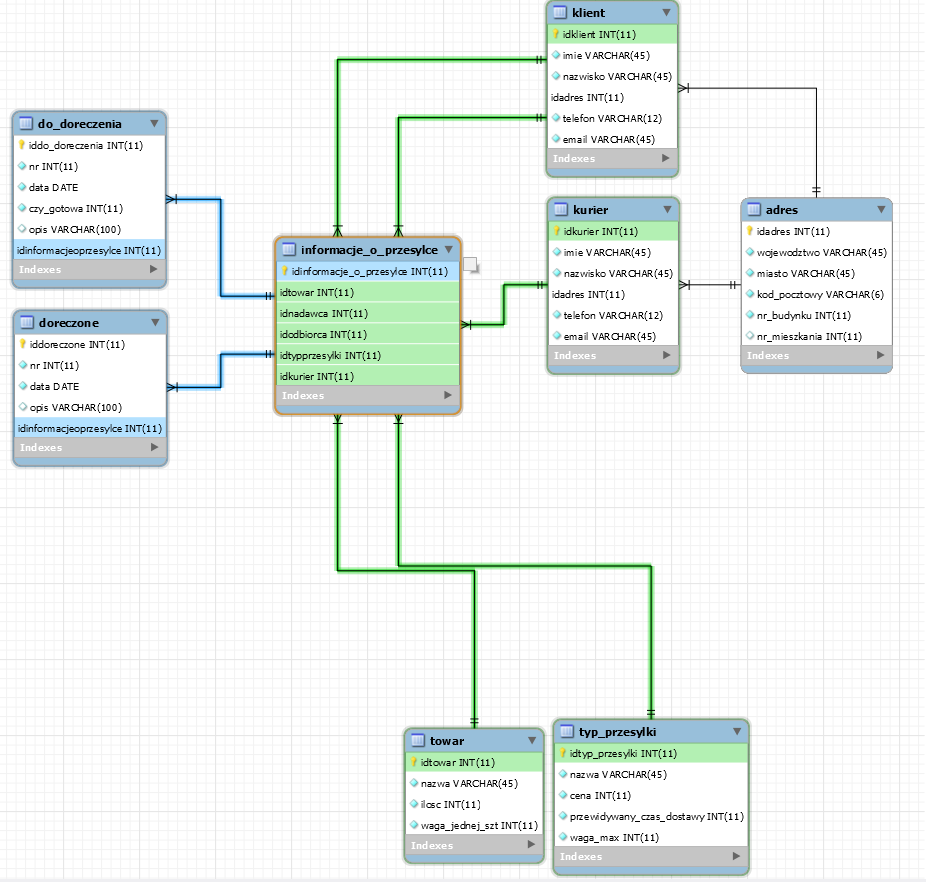 klient
idklient INT(11)
imie VARCHAR(45)
nazwisko VARCHAR(45)
idadres INT(11)
telefon VARCHAR(12)
email VARCHAR(45)
Indexes
do_doreczenia
iddo_doreczenia INT(11)
nr INT(11)
data DATE
czy_gotowa INT(11)
opis VARCHAR(100)
idinformacjeoprzesylce INT(11)
Indexes
kurier
idkurier INT(11)
imie VARCHAR(45)
nazwisko VARCHAR(45)
idadres INT(11)
telefon VARCHAR(12)
email VARCHAR(45)
Indexes
adres
idadres INT(11)
wojewodztwo VARCHAR(45)
miasto VARCHAR(45)
kod_pocztowy VARCHAR(6)
nr_budynku INT(11)
nr_mieszkania INT(11)
Indexes
informacje_o_przesylce
idinformacje_o_przesylce INT(11)
idtowar INT(11)
idnadawca INT(11)
idodbiorca INT(11)
idtypprzesylki INT(11)
idkurier INT(11)
Indexes
doreczone
iddoreczone INT(11)
nr INT(11)
data DATE
opis VARCHAR(100)
idinformacjeoprzesylce INT(11)
Indexes
towar
idtowar INT(11)
nazwa VARCHAR(45)
ilosc INT(11)
waga_jednej_szt INT(11)
Indexes
typ_przesylki
idtyp_przesylki INT(11)
nazwa VARCHAR(45)
cena INT(11)
przewidywany_czas_dostawy INT(11)
waga_max INT(11)
Indexes